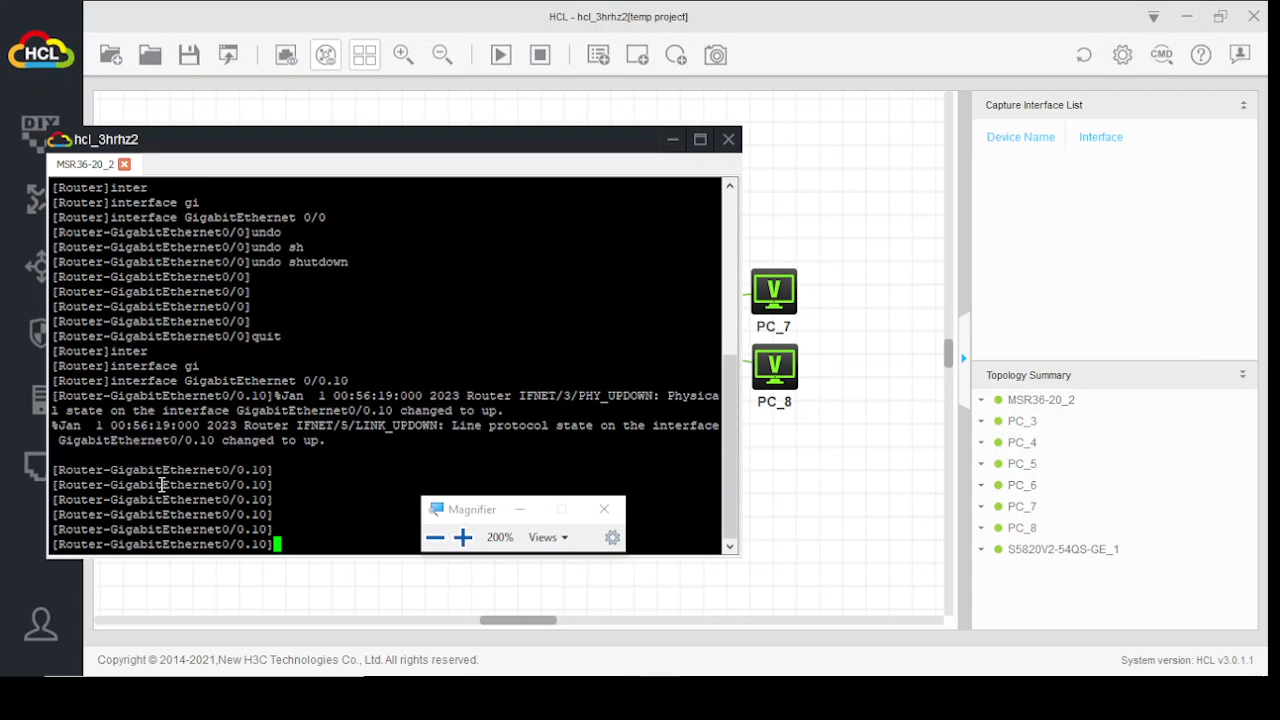 HCL - hcl_3hrhz2[temp project]
HCL
CMD
DIY
hcl_3hrhz2
MSR36-20_2
[Router]inter
[Router]interface gi
[Router]interface GigabitEthernet 0/0
[Router-GigabitEthernet0/0]undo
[Router-GigabitEthernet0/0]undo sh
[Router-GigabitEthernet0/0]undo shutdown
[Router-GigabitEthernet0/0]
[Router-GigabitEthernet0/0]
[Router-GigabitEthernet0/0]
[Router-GigabitEthernet0/0]
[Router-GigabitEthernet0/0]quit
[Router]inter
[Router]interface gi
[Router]interface GigabitEthernet 0/0.10
[Router-GigabitEthernet0/0.10]%Jan  1 00:56:19:000 2023 Router IFNET/3/PHY_UPDOWN: Physica
l state on the interface GigabitEthernet0/0.10 changed to up.
%Jan  1 00:56:19:000 2023 Router IFNET/5/LINK_UPDOWN: Line protocol state on the interface
GigabitEthernet0/0.10 changed to up.
[Router-GigabitEthernet0/0.10]
[Router-GigabitEthernet0/0.10]
[Router-GigabitEthernet0/0.10]
[Router-GigabitEthernet0/0.10]
[Router-GigabitEthernet0/0.10]
[Router-GigabitEthernet0/0.10]
Magnifier
200%
Views
V
PC_7
V
PC_8
Capture Interface List
Device Name
Interface
Topology Summary
MSR36-20_2
PC_3
PC_4
PC_5
PC_6
PC_7
PC_8
S5820V2-54QS-GE_1
Copyright © 2014-2021,New H3C Technologies Co., Ltd. All rights reserved.
System version: HCL v3.0.1.1